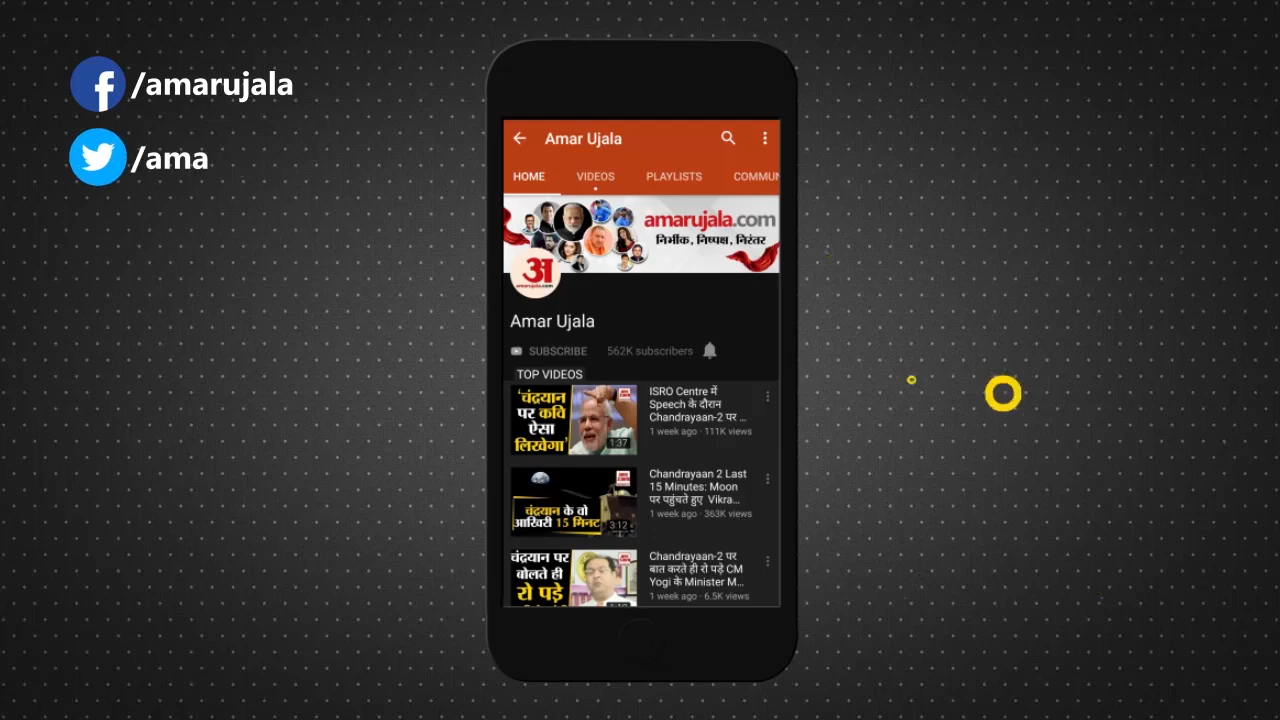 /amarujala
/ama
Amar Ujala
HOME
VIDEOS
PLAYLISTS
COMMUN
amarujala.com
निर्भीक, निष्पक्ष, निरंतर
अ
amarujala.com
Amar Ujala
SUBSCRIBE
562K subscribers
TOP VIDEOS
'चंद्रयान
पर कवि
ऐसा
लिखेगा'
1:37
ISRO Centre में
Speech के दौरान
Chandrayaan-2 पर ...
1 week ago · 111K views
चंद्रयान के वो
आखिरी 15 मिनट
3:12
Chandrayaan 2 Last
15 Minutes: Moon
पर पहुंचते हुए Vikra...
1 week ago · 363K views
चंद्रयान पर
बोलते ही
रो पड़े
Chandrayaan-2 पर
बात करते ही रो पड़े CM
Yogi के Minister M...
1 week ago · 6.5K views